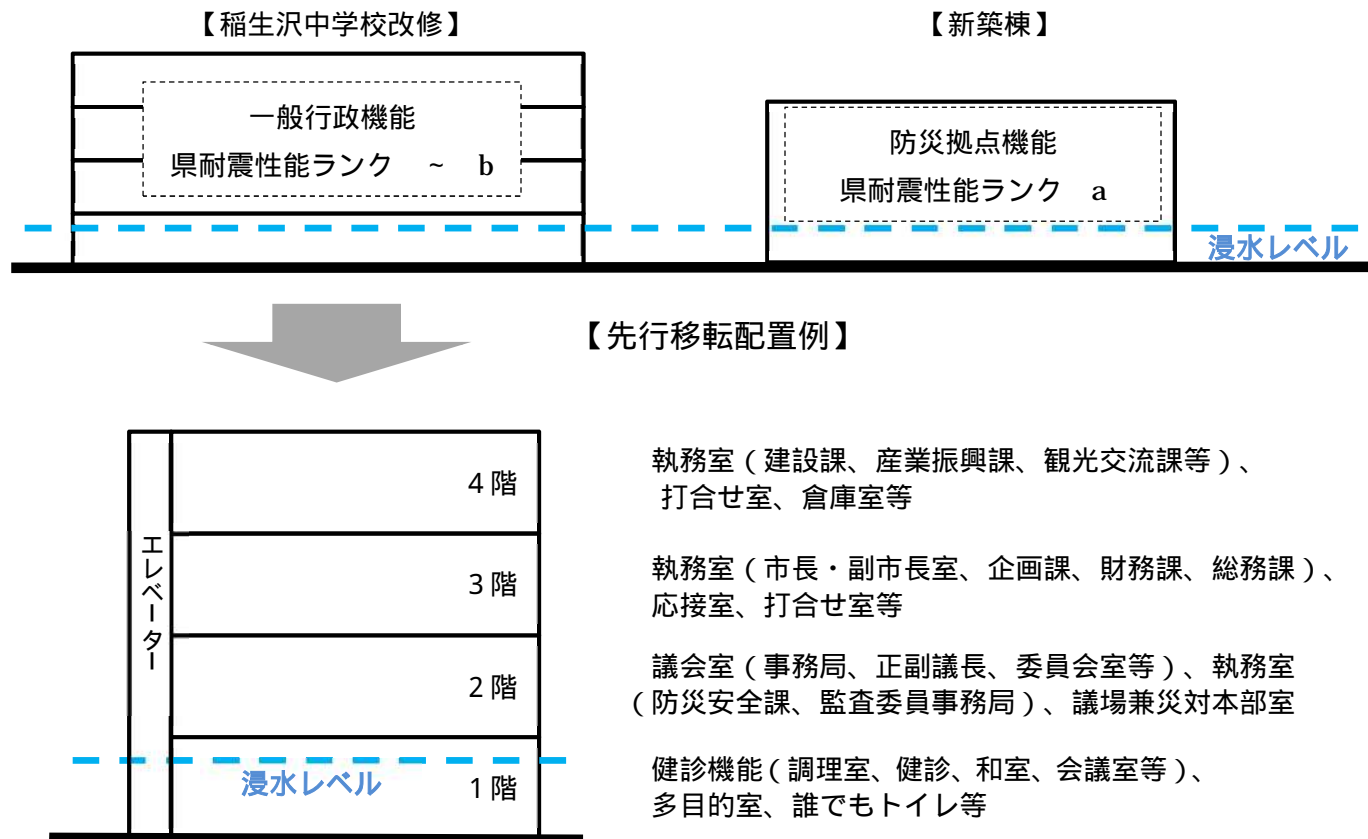 【稲生沢中学校改修】
【新築棟】
一般行政機能
県耐震性能ランク ~ b
防災拠点機能
県耐震性能ランク a
浸水レベル
【先行移転配置例】
エレベーター
4階
執務室(建設課、産業振興課、観光交流課等)、
打合せ室、倉庫室等
3階
執務室(市長・副市長室、企画課、財務課、総務課)、
応接室、打合せ室等
2階
議会室(事務局、正副議長、委員会室等)、執務室
(防災安全課、監査委員事務局)、議場兼災対本部室
浸水レベル
1階
健診機能(調理室、健診、和室、会議室等)、
多目的室、誰でもトイレ等